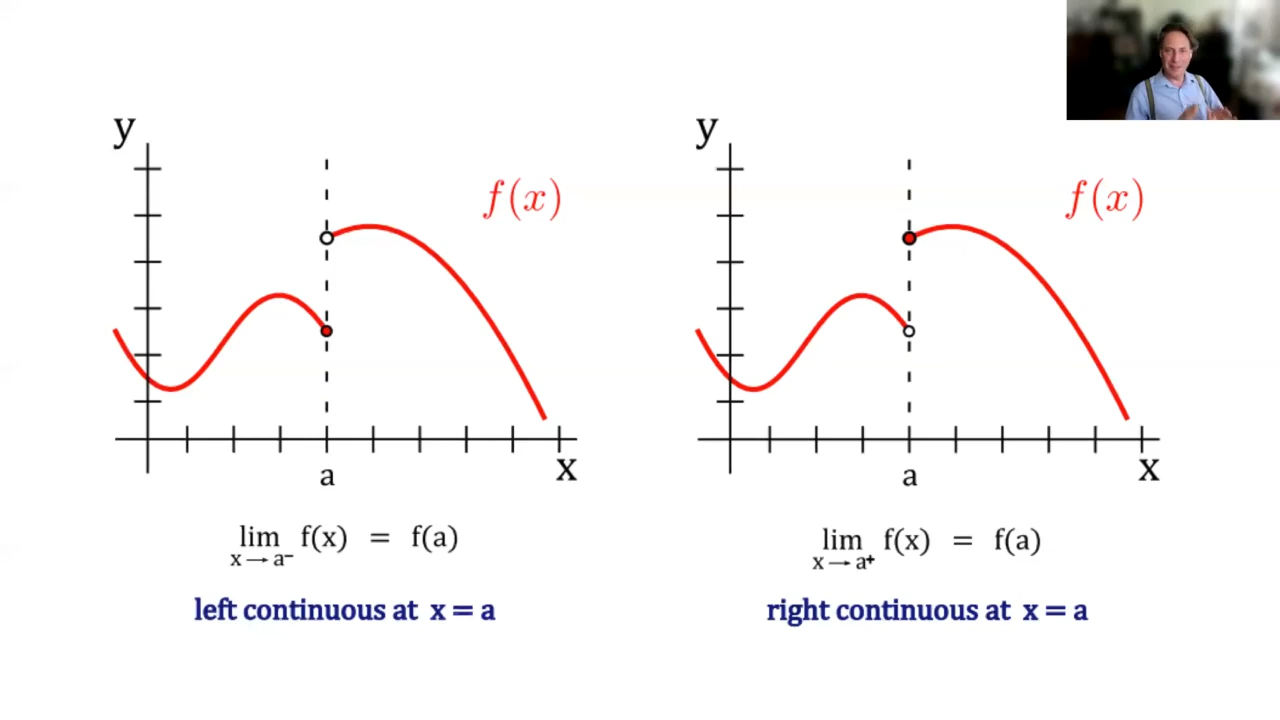 y
f(x)
a
x
lim f(x) = f(a)
x→a⁻
left continuous at x = a
y
f(x)
a
x
lim f(x) = f(a)
x→a⁺
right continuous at x = a